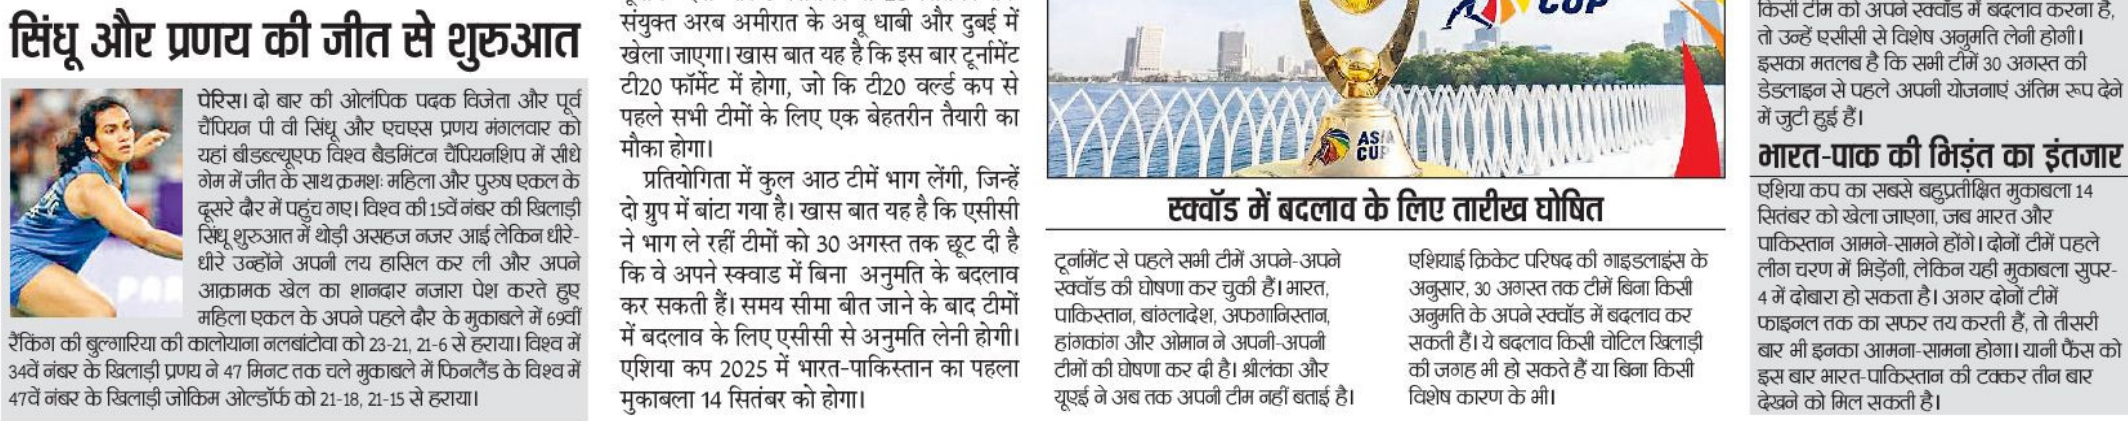 सिंधू और प्रणय की जीत से शुरुआत
पेरिस। दो बार की ओलंपिक पदक विजेता और पूर्व
चैंपियन पी वी सिंधू और एचएस प्रणय मंगलवार को
यहां बीडब्ल्यूएफ विश्व बैडमिंटन चैंपियनशिप में सीधे
गेम में जीत के साथ क्रमशः महिला और पुरुष एकल के
दूसरे दौर में पहुंच गए। विश्व की 15वें नंबर की खिलाड़ी
सिंधू शुरुआत में थोड़ी असहज नजर आई लेकिन धीरे-
धीरे उन्होंने अपनी लय हासिल कर ली और अपने
आक्रामक खेल का शानदार नजारा पेश करते हुए
महिला एकल के अपने पहले दौर के मुकाबले में 69वीं
रैंकिंग की बुल्गारिया की कालोयाना नलबांटोवा को 23-21, 21-6 से हराया। विश्व में
34वें नंबर के खिलाड़ी प्रणय ने 47 मिनट तक चले मुकाबले में फिनलैंड के विश्व में
47वें नंबर के खिलाड़ी जोकिम ओल्डॉर्फ को 21-18, 21-15 से हराया।
संयुक्त अरब अमीरात के अबू धाबी और दुबई में
खेला जाएगा। खास बात यह है कि इस बार टूर्नामेंट
टी20 फॉर्मेट में होगा, जो कि टी20 वर्ल्ड कप से
पहले सभी टीमों के लिए एक बेहतरीन तैयारी का
मौका होगा।
प्रतियोगिता में कुल आठ टीमें भाग लेंगी, जिन्हें
दो ग्रुप में बांटा गया है। खास बात यह है कि एसीसी
ने भाग ले रहीं टीमों को 30 अगस्त तक छूट दी है
कि वे अपने स्क्वाड में बिना अनुमति के बदलाव
कर सकती हैं। समय सीमा बीत जाने के बाद टीमों
में बदलाव के लिए एसीसी से अनुमति लेनी होगी।
एशिया कप 2025 में भारत-पाकिस्तान का पहला
मुकाबला 14 सितंबर को होगा।
CUP
ASIA
CUP
स्क्वॉड में बदलाव के लिए तारीख घोषित
टूर्नामेंट से पहले सभी टीमें अपने-अपने
स्क्वॉड की घोषणा कर चुकी हैं। भारत,
पाकिस्तान, बांग्लादेश, अफगानिस्तान,
हांगकांग और ओमान ने अपनी-अपनी
टीमों की घोषणा कर दी है। श्रीलंका और
यूएई ने अब तक अपनी टीम नहीं बताई है।
एशियाई क्रिकेट परिषद की गाइडलाइंस के
अनुसार, 30 अगस्त तक टीमें बिना किसी
अनुमति के अपने स्क्वॉड में बदलाव कर
सकती हैं। ये बदलाव किसी चोटिल खिलाड़ी
की जगह भी हो सकते हैं या बिना किसी
विशेष कारण के भी।
किसी टीम को अपने स्क्वॉड में बदलाव करना है,
तो उन्हें एसीसी से विशेष अनुमति लेनी होगी।
इसका मतलब है कि सभी टीमें 30 अगस्त की
डेडलाइन से पहले अपनी योजनाएं अंतिम रूप देने
में जुटी हुई हैं।
भारत-पाक की भिड़ंत का इंतजार
एशिया कप का सबसे बहुप्रतीक्षित मुकाबला 14
सितंबर को खेला जाएगा, जब भारत और
पाकिस्तान आमने-सामने होंगे। दोनों टीमें पहले
लीग चरण में भिड़ेंगी, लेकिन यही मुकाबला सुपर-
4 में दोबारा हो सकता है। अगर दोनों टीमें
फाइनल तक का सफर तय करती हैं, तो तीसरी
बार भी इनका आमना-सामना होगा। यानी फैंस को
इस बार भारत-पाकिस्तान की टक्कर तीन बार
देखने को मिल सकती है।